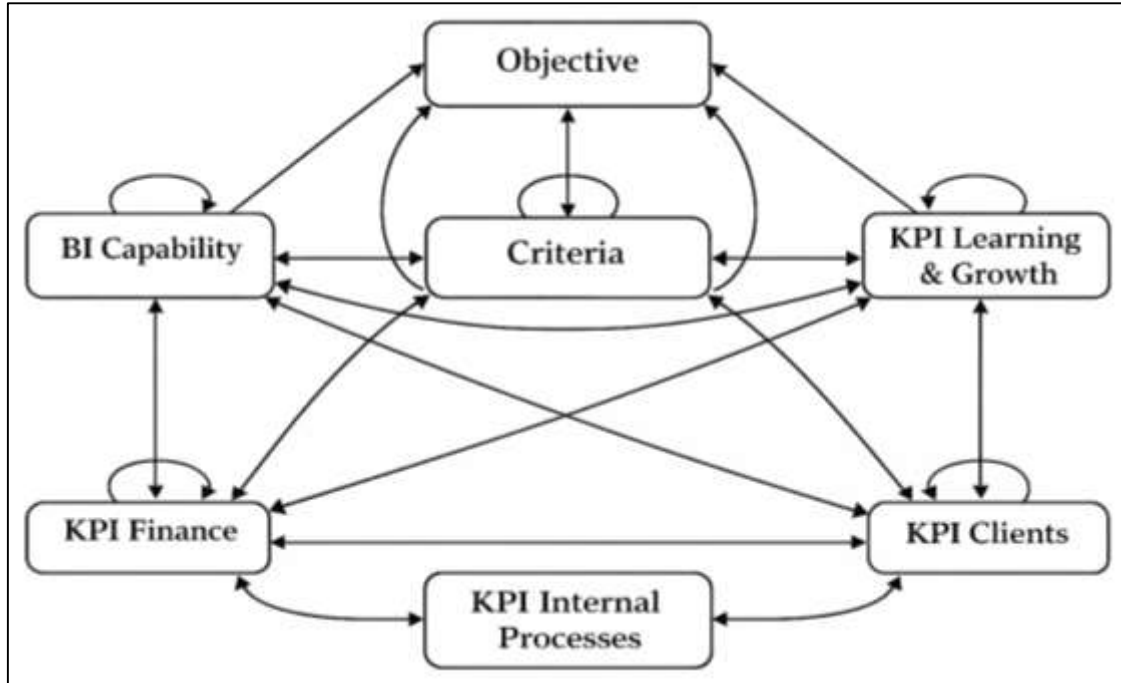 Objective
BI Capability
Criteria
KPI Learning
& Growth
KPI Finance
KPI Clients
KPI Internal
Processes